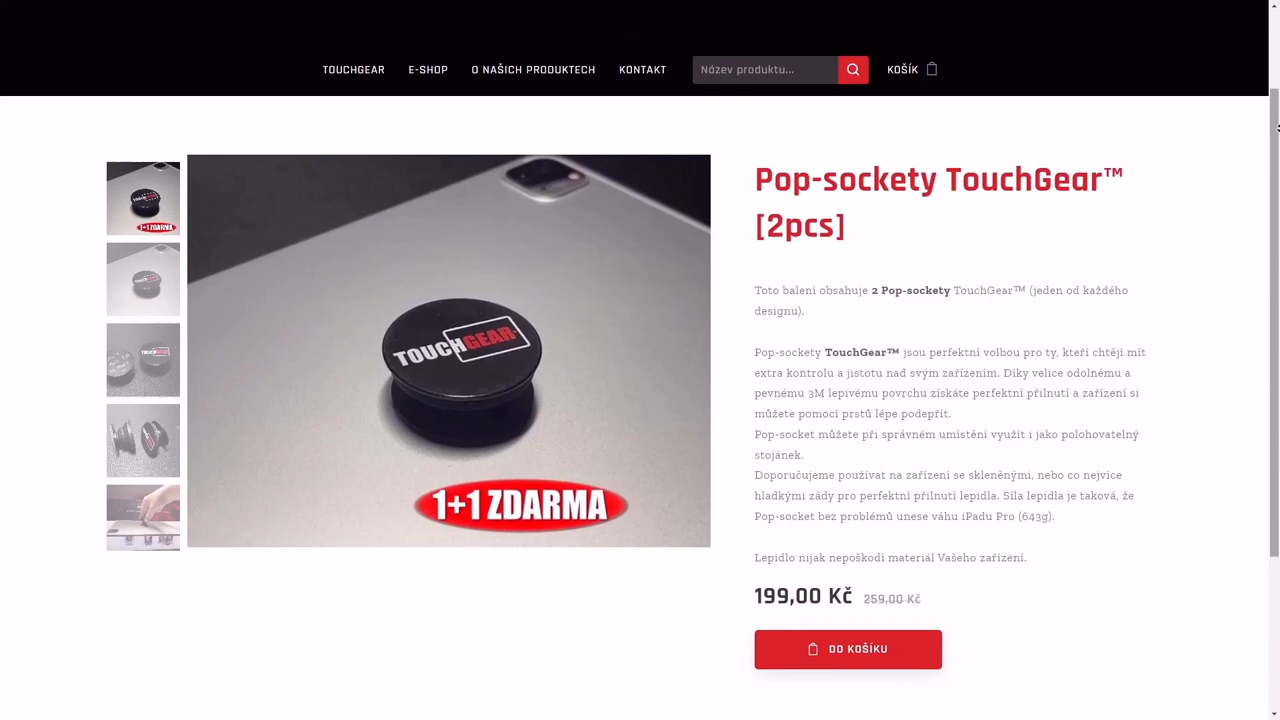 TOUCHGEAR E-SHOP O NAŠICH PRODUKTECH KONTAKT Název produktu... KOŠÍK
1+1 ZDARMA
TOUCHGEAR
1+1 ZDARMA
Pop-sockety TouchGear™
[2pcs]
Toto balení obsahuje 2 Pop-sockety TouchGear™ (jeden od každého
designu).
Pop-sockety TouchGear™ jsou perfektní volbou pro ty, kteří chtějí mít
extra kontrolu a jistotu nad svým zařízením. Díky velice odolnému a
pevnému 3M lepivému povrchu získáte perfektní přilnutí a zařízení si
můžete pomocí prstů lépe podepřít.
Pop-socket můžete při správném umístění využít i jako polohovatelný
stojánek.
Doporučujeme používat na zařízení se skleněnými, nebo co nejvíce
hladkými zády pro perfektní přilnutí lepidla. Síla lepidla je taková, že
Pop-socket bez problémů unese váhu iPadu Pro (643g).
Lepidlo nijak nepoškodí materiál Vašeho zařízení.
199,00 Kč 259,00 Kč
DO KOŠÍKU